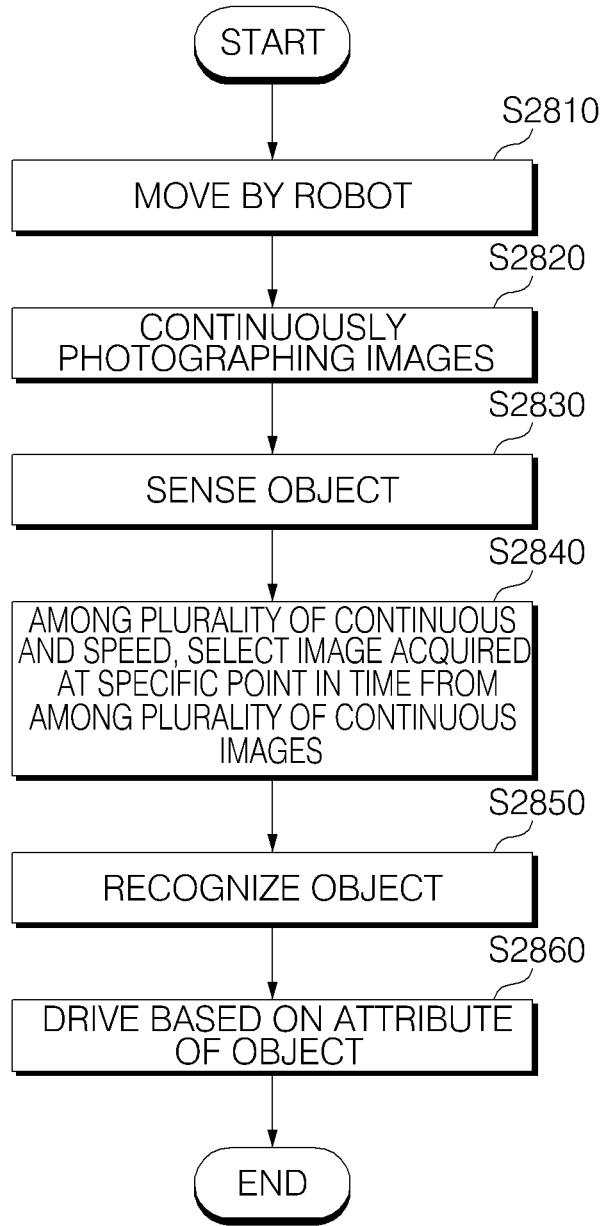 START
S2810
MOVE BY ROBOT
S2820
CONTINUOUSLY
PHOTOGRAPHING IMAGES
S2830
SENSE OBJECT
S2840
AMONG PLURALITY OF CONTINUOUS
AND SPEED, SELECT IMAGE ACQUIRED
AT SPECIFIC POINT IN TIME FROM
AMONG PLURALITY OF CONTINUOUS
IMAGES
S2850
RECOGNIZE OBJECT
S2860
DRIVE BASED ON ATTRIBUTE
OF OBJECT
END